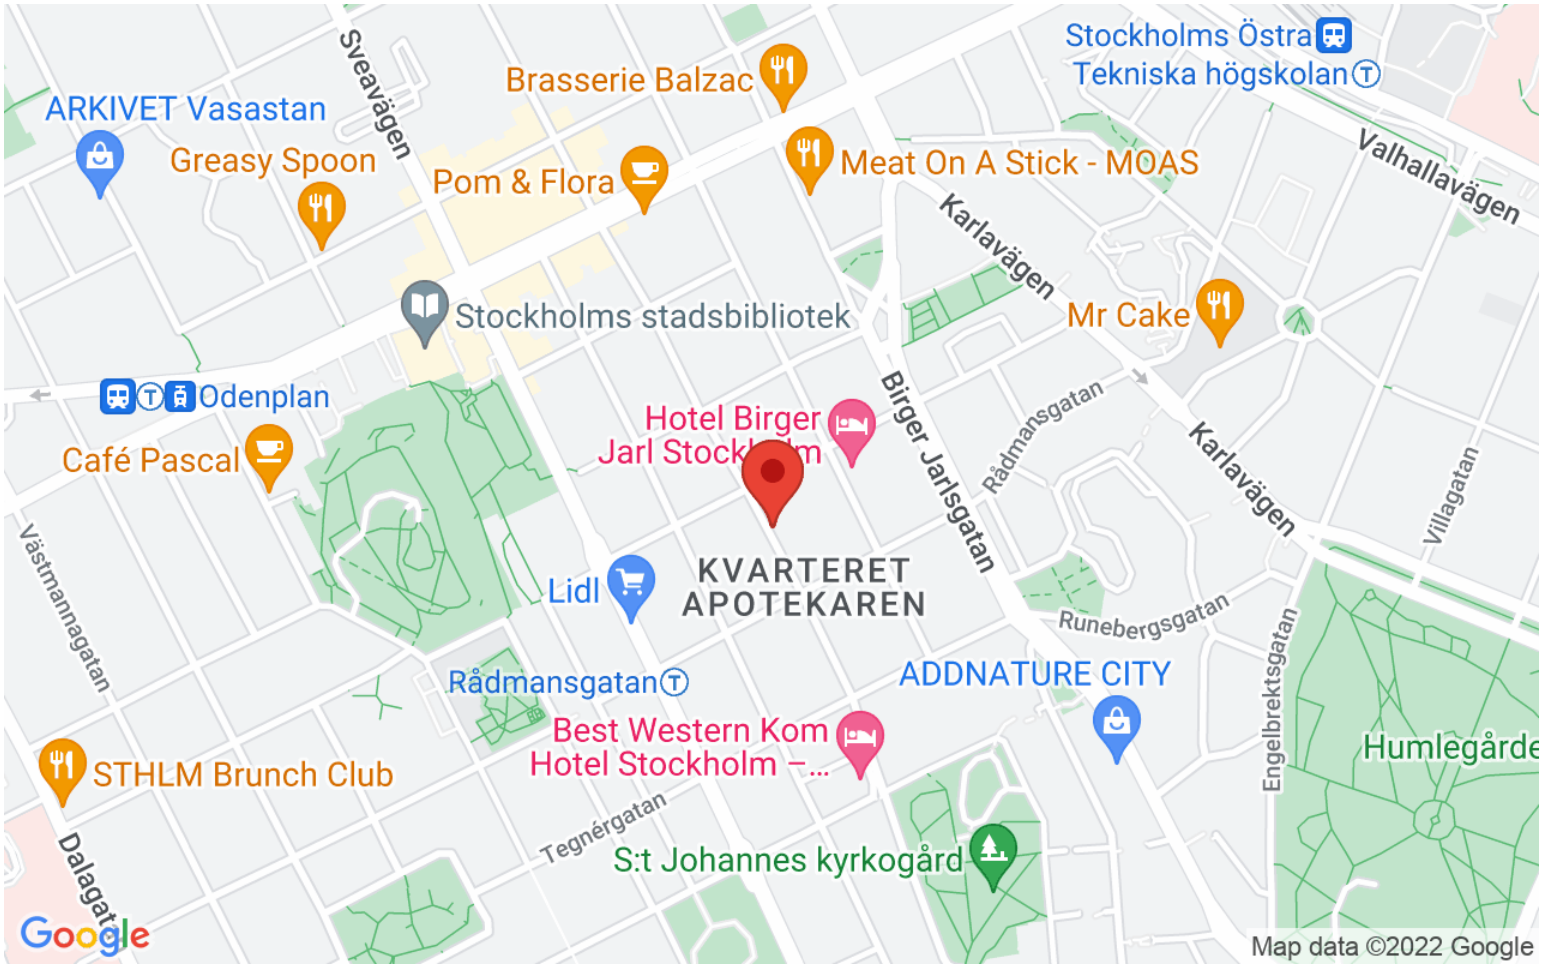 Stockholms Östra
Tekniska högskolan T
Sveavägen
Brasserie Balzac
ARKIVET Vasastan
Greasy Spoon
Pom & Flora
Meat On A Stick - MOAS
Valhallavägen
Karlavägen
Stockholms stadsbibliotek
Mr Cake
T Odenplan
Hotel Birger
Jarl Stockholm
Birger Jarlsgatan
Rådmansgatan
Karlavägen
Villagatan
Café Pascal
Västmannagatan
Lidl
KVARTERET
APOTEKAREN
Runebergsgatan
Engelbrektsgatan
Rådmansgatan T
ADDNATURE CITY
Best Western Kom
Hotel Stockholm –...
Humlegårde
STHLM Brunch Club
Tegnérgatan
S:t Johannes kyrkogård
Dalagat
Google
Map data ©2022 Google